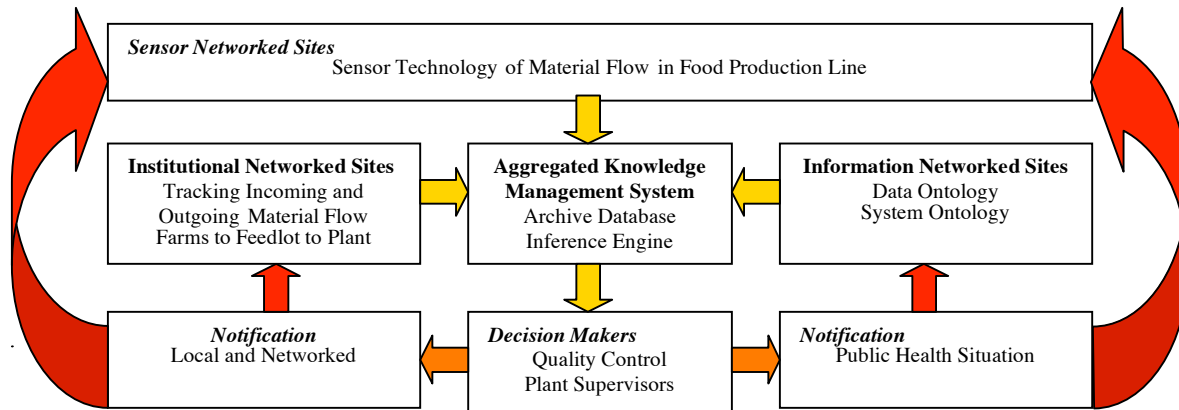 Sensor Networked Sites
Sensor Technology of Material Flow in Food Production Line
Institutional Networked Sites
Tracking Incoming and
Outgoing Material Flow
Farms to Feedlot to Plant
Aggregated Knowledge
Management System
Archive Database
Inference Engine
Information Networked Sites
Data Ontology
System Ontology
Notification
Local and Networked
Decision Makers
Quality Control
Plant Supervisors
Notification
Public Health Situation